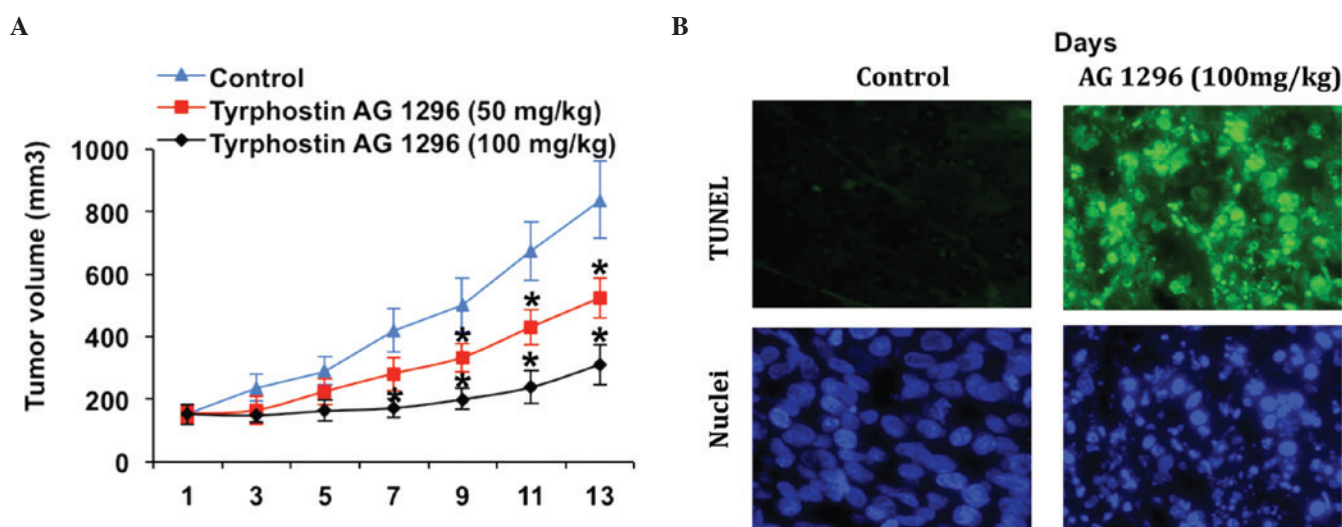 A
Control
Tyrphostin AG 1296 (50 mg/kg)
Tyrphostin AG 1296 (100 mg/kg)
Tumor volume (mm3)
1000
800
600
400
200
0
* * *
* * * *
1 3 5 7 9 11 13
B
Days
Control AG 1296 (100mg/kg)
TUNEL
Nuclei